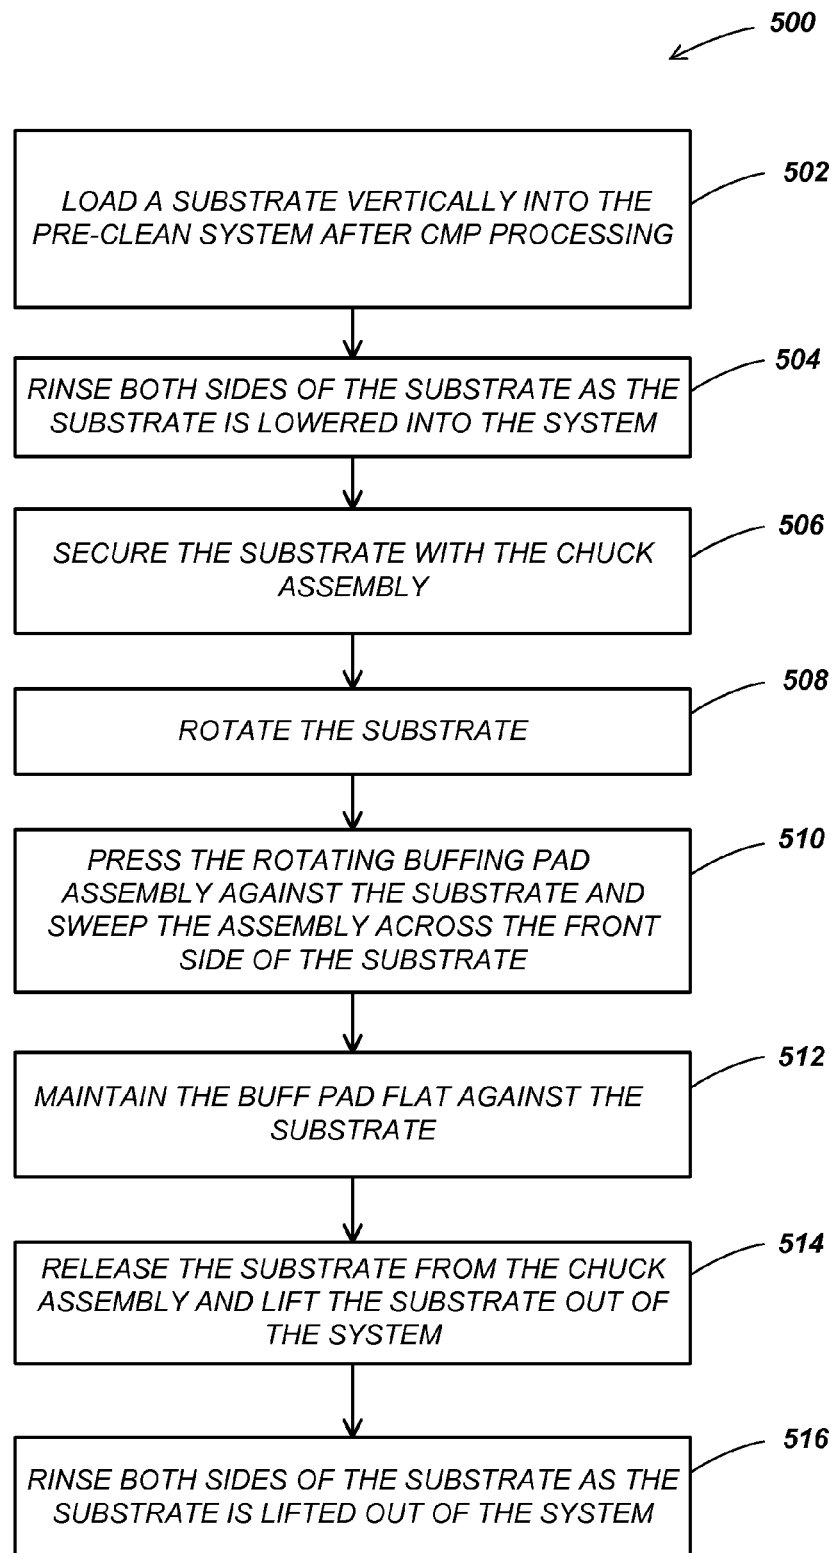 500
502
LOAD A SUBSTRATE VERTICALLY INTO THE
PRE-CLEAN SYSTEM AFTER CMP PROCESSING
504
RINSE BOTH SIDES OF THE SUBSTRATE AS THE
SUBSTRATE IS LOWERED INTO THE SYSTEM
506
SECURE THE SUBSTRATE WITH THE CHUCK
ASSEMBLY
508
ROTATE THE SUBSTRATE
510
PRESS THE ROTATING BUFFING PAD
ASSEMBLY AGAINST THE SUBSTRATE AND
SWEEP THE ASSEMBLY ACROSS THE FRONT
SIDE OF THE SUBSTRATE
512
MAINTAIN THE BUFF PAD FLAT AGAINST THE
SUBSTRATE
514
RELEASE THE SUBSTRATE FROM THE CHUCK
ASSEMBLY AND LIFT THE SUBSTRATE OUT OF
THE SYSTEM
516
RINSE BOTH SIDES OF THE SUBSTRATE AS THE
SUBSTRATE IS LIFTED OUT OF THE SYSTEM